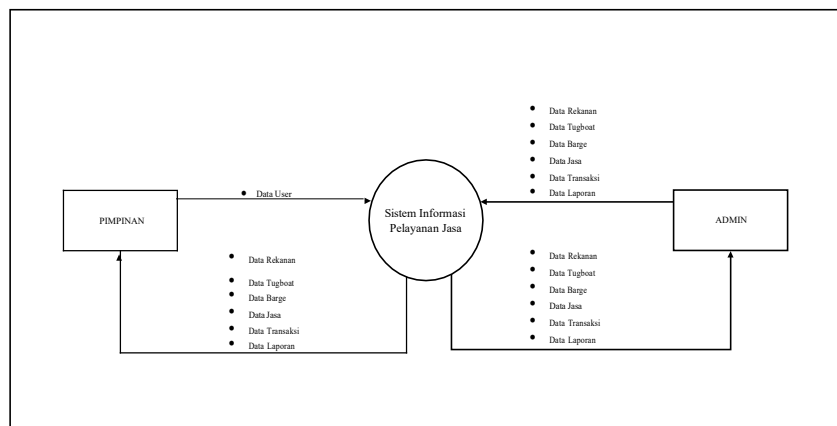 • Data Rekanan
• Data Tugboat
• Data Barge
• Data Jasa
• Data Transaksi
• Data Laporan
• Data User
PIMPINAN
Sistem Informasi
Pelayanan Jasa
ADMIN
• Data Rekanan
• Data Tugboat
• Data Barge
• Data Jasa
• Data Transaksi
• Data Laporan
• Data Rekanan
• Data Tugboat
• Data Barge
• Data Jasa
• Data Transaksi
• Data Laporan